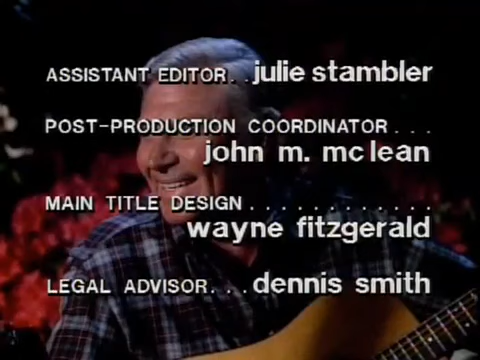 ASSISTANT EDITOR..julie stambler
POST-PRODUCTION COORDINATOR...
john m. mclean
MAIN TITLE DESIGN............
wayne fitzgerald
LEGAL ADVISOR...dennis smith